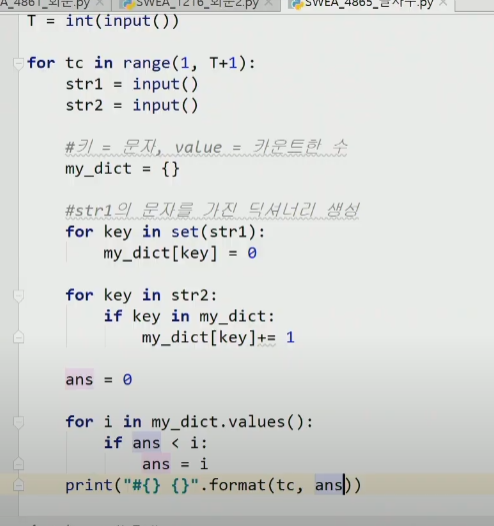 A_4861_회문.py SWEA_1216_회문2.py SWEA_4865_글자수.py
T = int(input())
for tc in range(1, T+1):
str1 = input()
str2 = input()
#키 = 문자, value = 카운트한 수
my_dict = {}
#str1의 문자를 가진 딕셔너리 생성
for key in set(str1):
my_dict[key] = 0
for key in str2:
if key in my_dict:
my_dict[key]+= 1
ans = 0
for i in my_dict.values():
if ans < i:
ans = i
print("#{} {}".format(tc, ans))